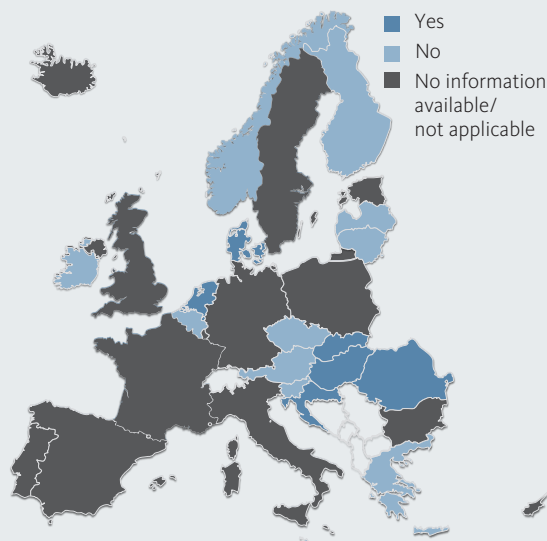 Yes
No
No information
available/
not applicable